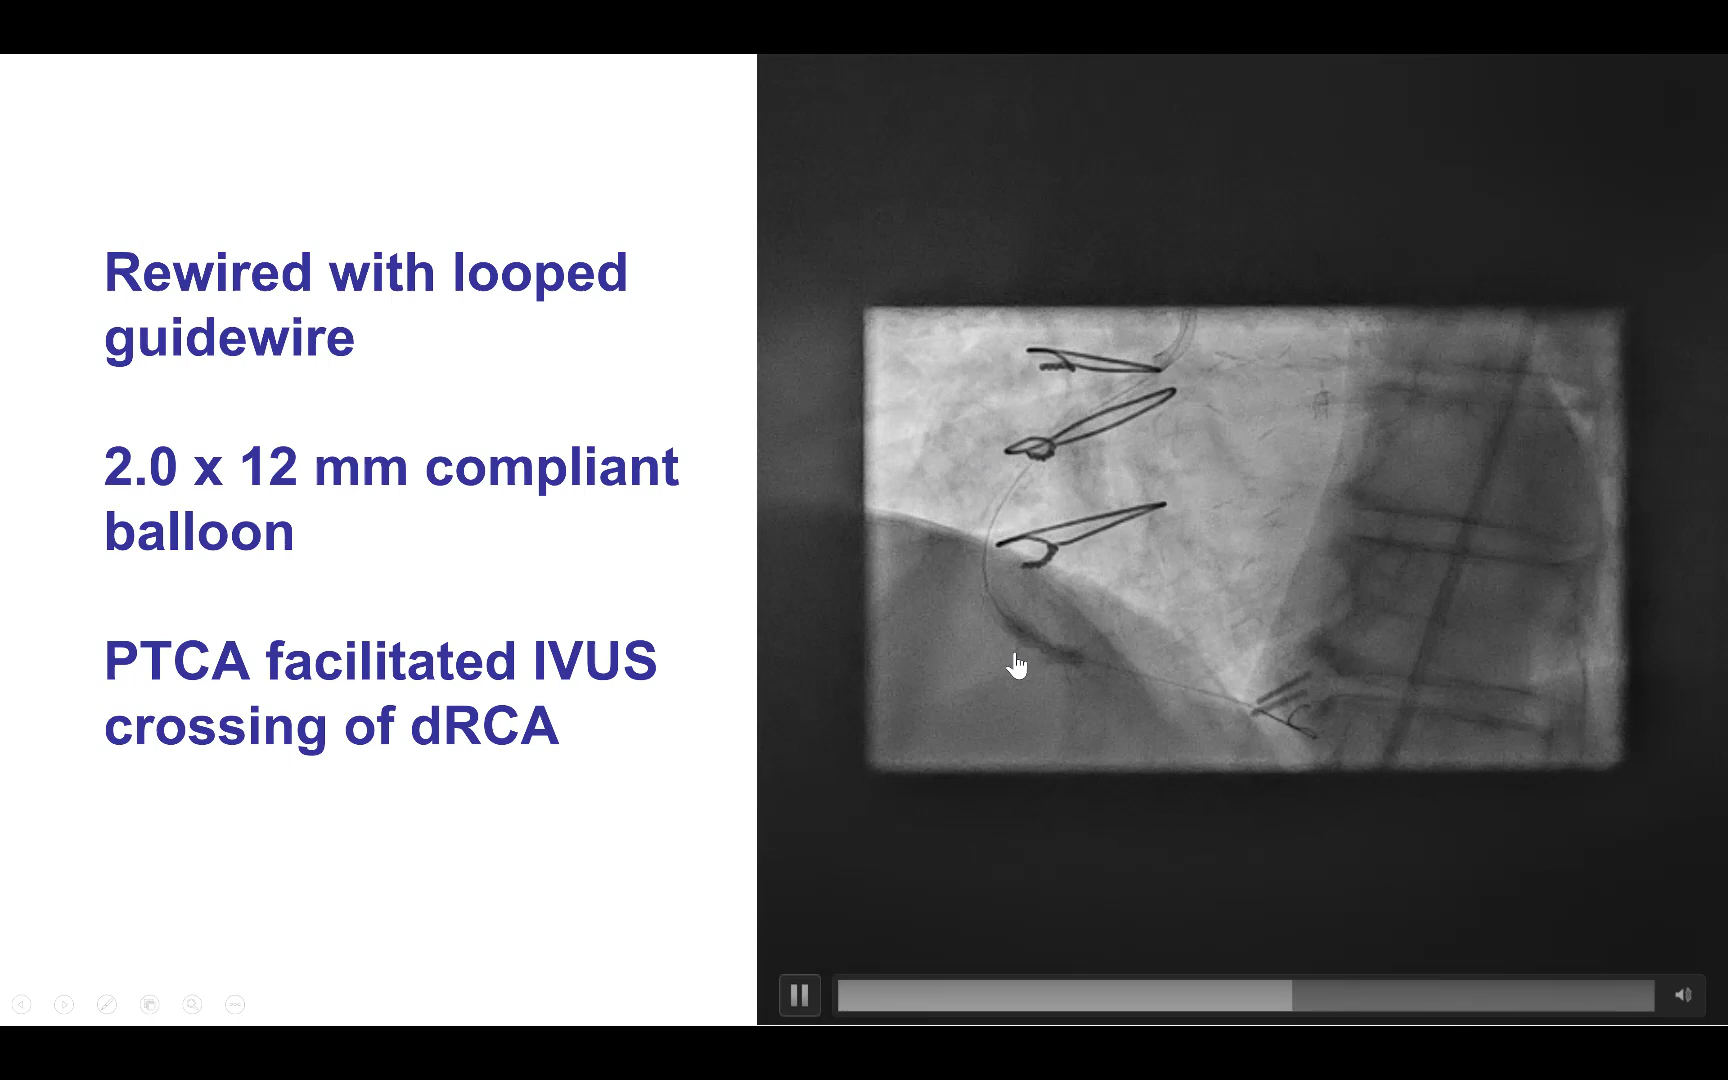 Rewired with looped
guidewire
2.0 x 12 mm compliant
balloon
PTCA facilitated IVUS
crossing of dRCA